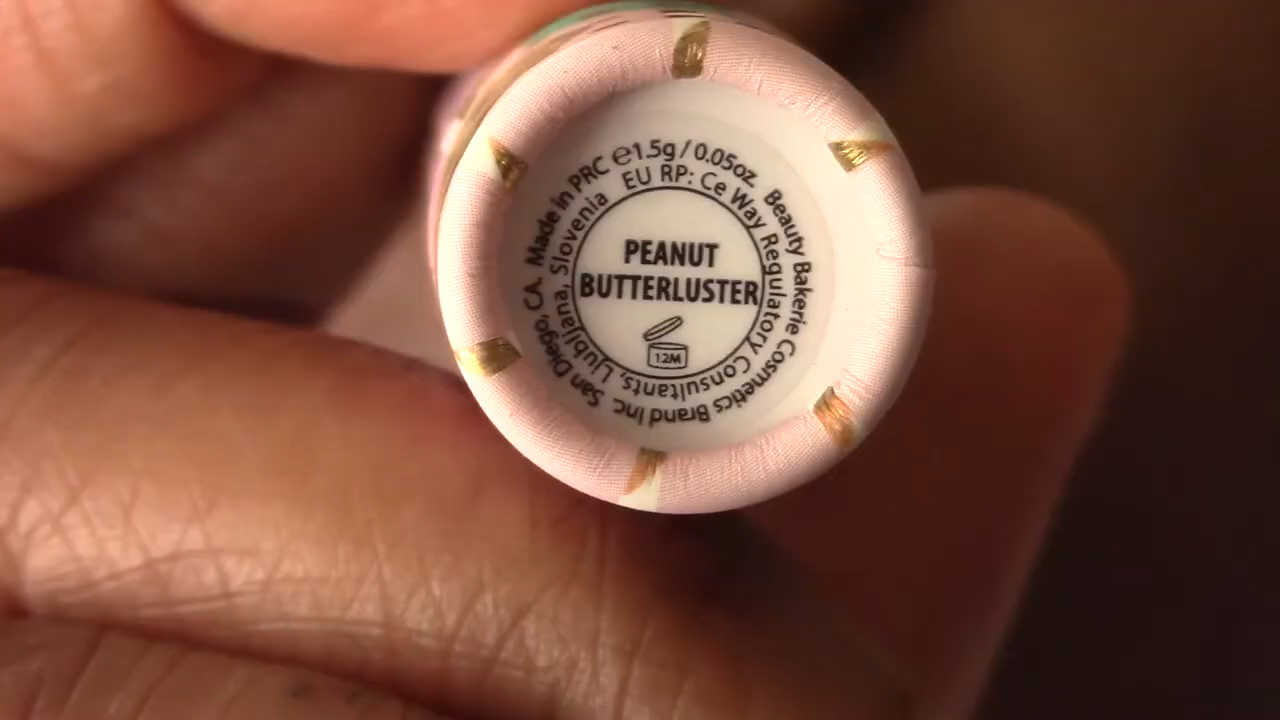 Beauty Bakerie Cosmetics Brand Inc. San Diego, CA. Made in PRC ℮1.5g / 0.05oz.
EU RP: Ce Way Regulatory Consultants, Ljubljana, Slovenia
PEANUT
BUTTERLUSTER
12M